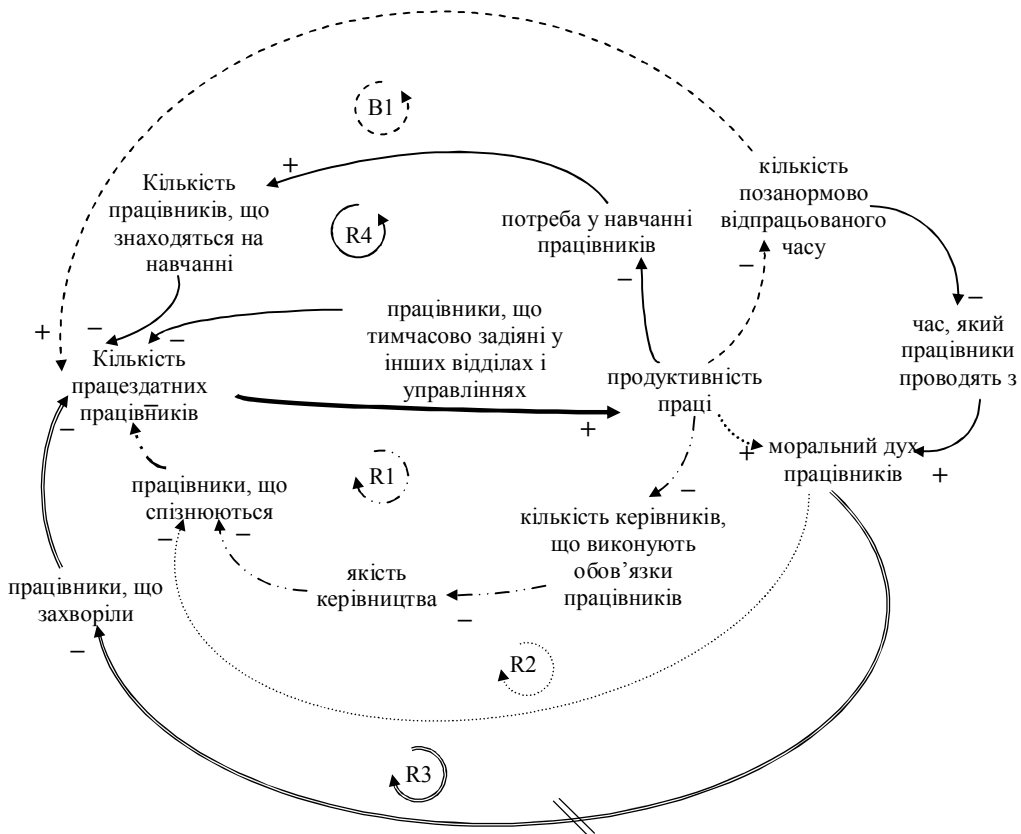 B1
+
Кількість
працівників, що
знаходяться на
навчанні
R4
потреба у навчанні
працівників
−
кількість
позанормово
відпрацьованого
часу
−
−
час, який
працівники
проводять з
+
−
−
Кількість
працездатних
працівників
−
−
працівники, що
тимчасово задіяні у
інших відділах і
управліннях
+
продуктивність
праці
+
моральний дух
працівників
+
R1
працівники, що
спізнюються
−
−
−
кількість керівників,
що виконують
обов’язки
працівників
якість
керівництва
−
працівники, що
захворіли
−
R2
R3